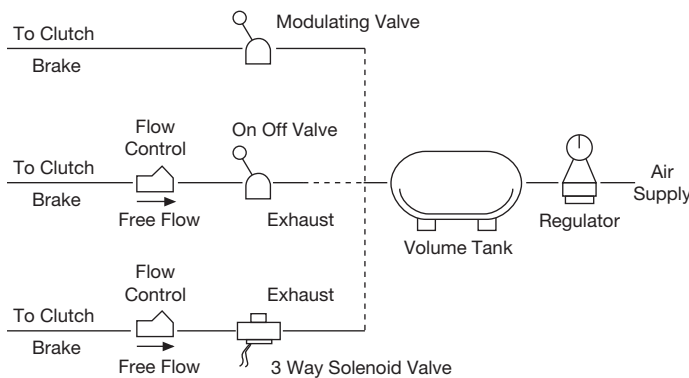 To Clutch
Brake
Modulating Valve
Flow
Control
On Off Valve
To Clutch
Brake
Free Flow
Exhaust
Volume Tank
Regulator
Air
Supply
Flow
Control
Exhaust
To Clutch
Brake
Free Flow
3 Way Solenoid Valve